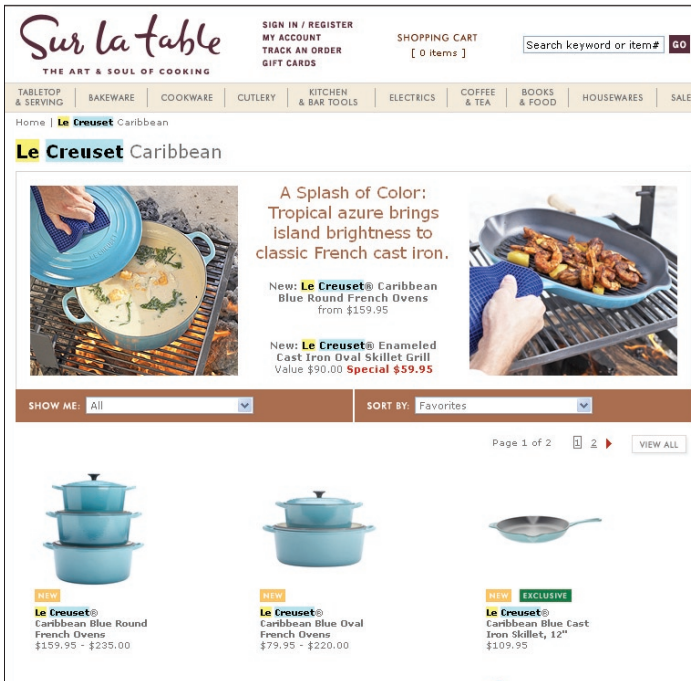 Sur la table
THE ART & SOUL OF COOKING
SIGN IN / REGISTER
MY ACCOUNT
TRACK AN ORDER
GIFT CARDS
SHOPPING CART
[ 0 items ]
Search keyword or item#
GO
TABLETOP
& SERVING
BAKEWARE
COOKWARE
CUTLERY
KITCHEN
& BAR TOOLS
ELECTRICS
COFFEE
& TEA
BOOKS
& FOOD
HOUSEWARES
SALE
Home | Le Creuset Caribbean
Le Creuset Caribbean
A Splash of Color:
Tropical azure brings
island brightness to
classic French cast iron.
New: Le Creuset® Caribbean
Blue Round French Ovens
from $159.95
New: Le Creuset® Enameled
Cast Iron Oval Skillet Grill
Value $90.00 Special $59.95
SHOW ME: All
SORT BY: Favorites
Page 1 of 2 1 2
VIEW ALL
NEW
Le Creuset®
Caribbean Blue Round
French Ovens
$159.95 - $235.00
NEW
Le Creuset®
Caribbean Blue Oval
French Ovens
$79.95 - $220.00
NEW EXCLUSIVE
Le Creuset®
Caribbean Blue Cast
Iron Skillet, 12"
$109.95